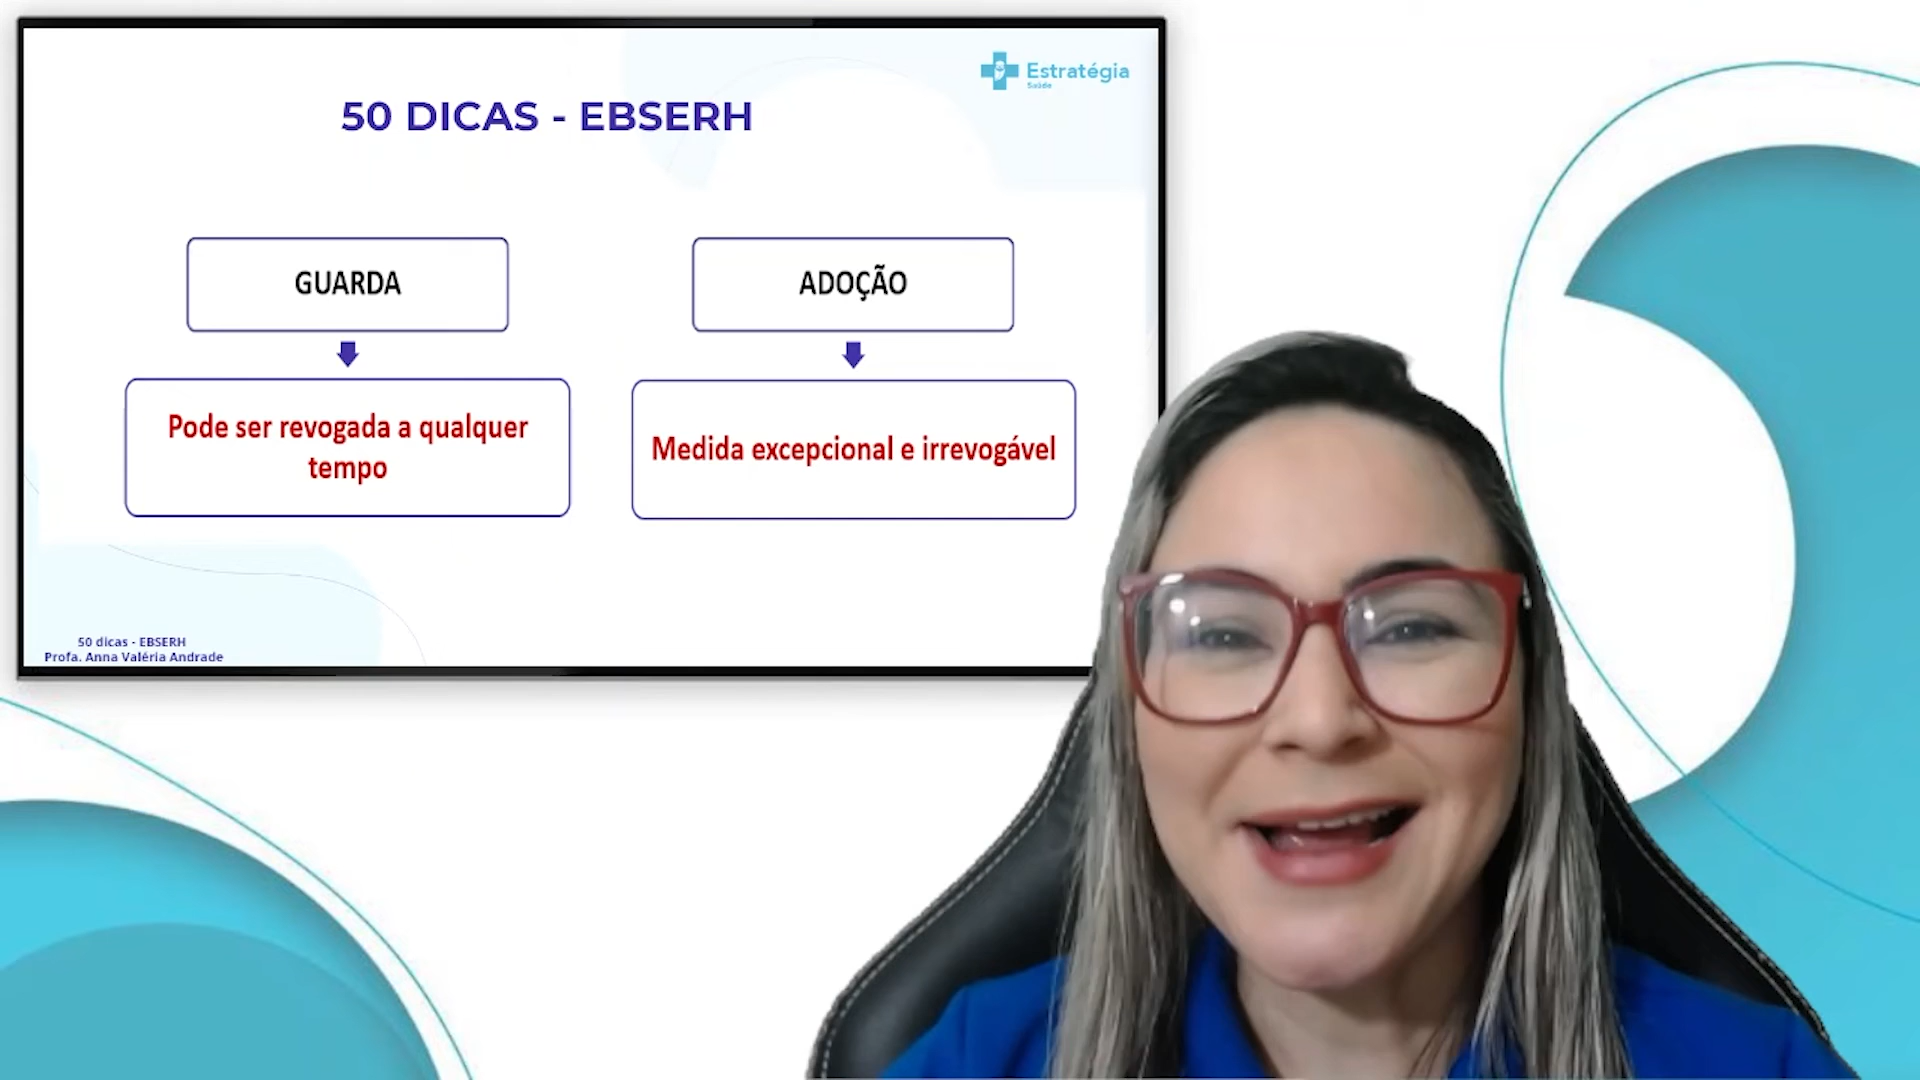 Estratégia
Saúde
50 DICAS - EBSERH
GUARDA
ADOÇÃO
Pode ser revogada a qualquer
tempo
Medida excepcional e irrevogável
50 dicas - EBSERH
Profa. Anna Valéria Andrade